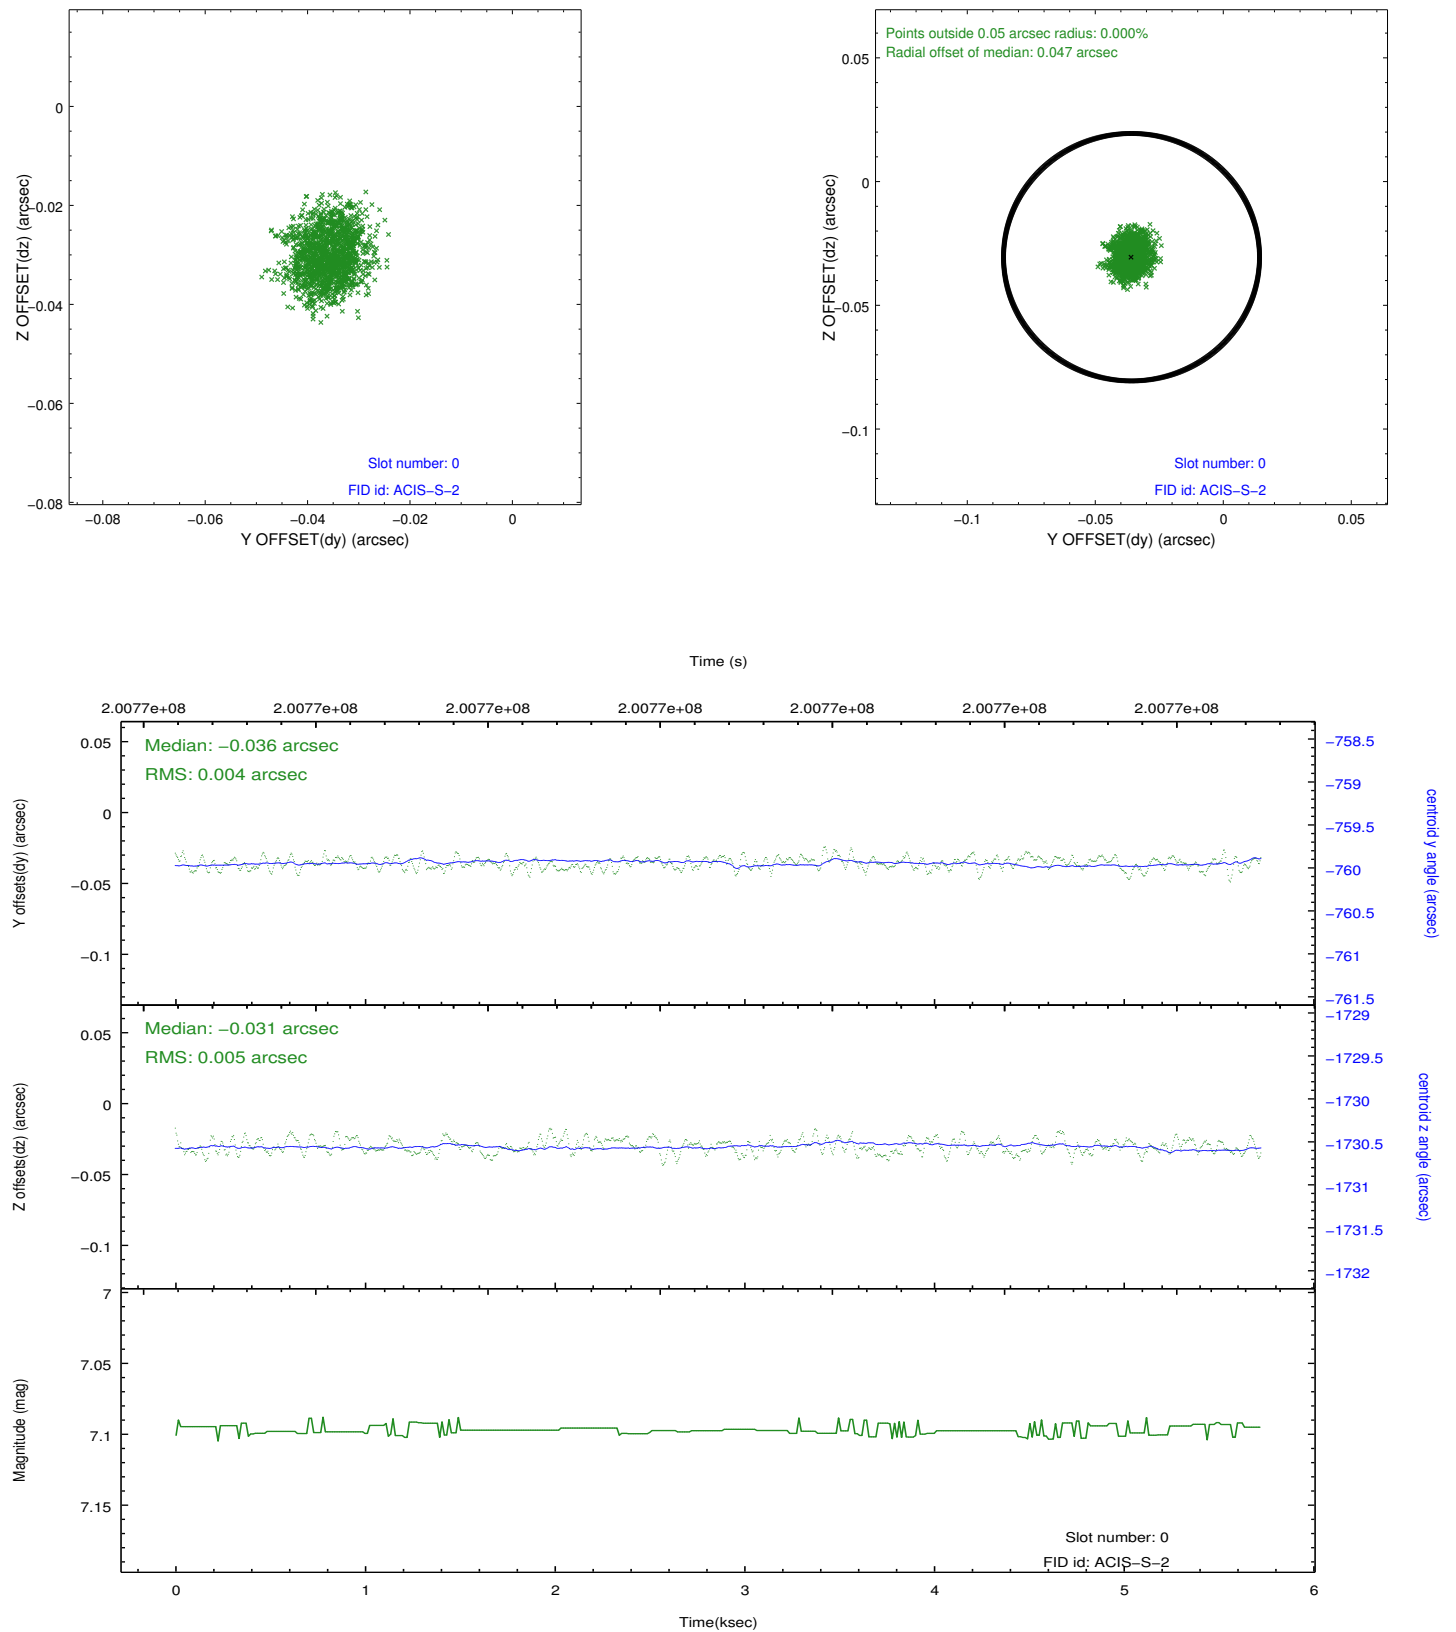 0
−0.02
−0.04
−0.06
−0.08
Z OFFSET(dz) (arcsec)
Slot number: 0
FID id: ACIS−S−2
−0.08
−0.06
−0.04
−0.02
0
Y OFFSET(dy) (arcsec)
Points outside 0.05 arcsec radius: 0.000%
Radial offset of median: 0.047 arcsec
0.05
0
−0.05
−0.1
Z OFFSET(dz) (arcsec)
Slot number: 0
FID id: ACIS−S−2
−0.1
−0.05
0
0.05
Y OFFSET(dy) (arcsec)
Time (s)
2.0077e+08
2.0077e+08
2.0077e+08
2.0077e+08
2.0077e+08
2.0077e+08
2.0077e+08
Median: −0.036 arcsec
RMS: 0.004 arcsec
0.05
0
−0.05
−0.1
Y offsets(dy) (arcsec)
−758.5
−759
−759.5
−760
−760.5
−761
−761.5
centroid y angle (arcsec)
Median: −0.031 arcsec
RMS: 0.005 arcsec
0.05
0
−0.05
−0.1
Z offsets(dz) (arcsec)
−1729
−1729.5
−1730
−1730.5
−1731
−1731.5
−1732
centroid z angle (arcsec)
7
7.05
7.1
7.15
Magnitude (mag)
Slot number: 0
FID id: ACIS−S−2
0
1
2
3
4
5
6
Time(ksec)